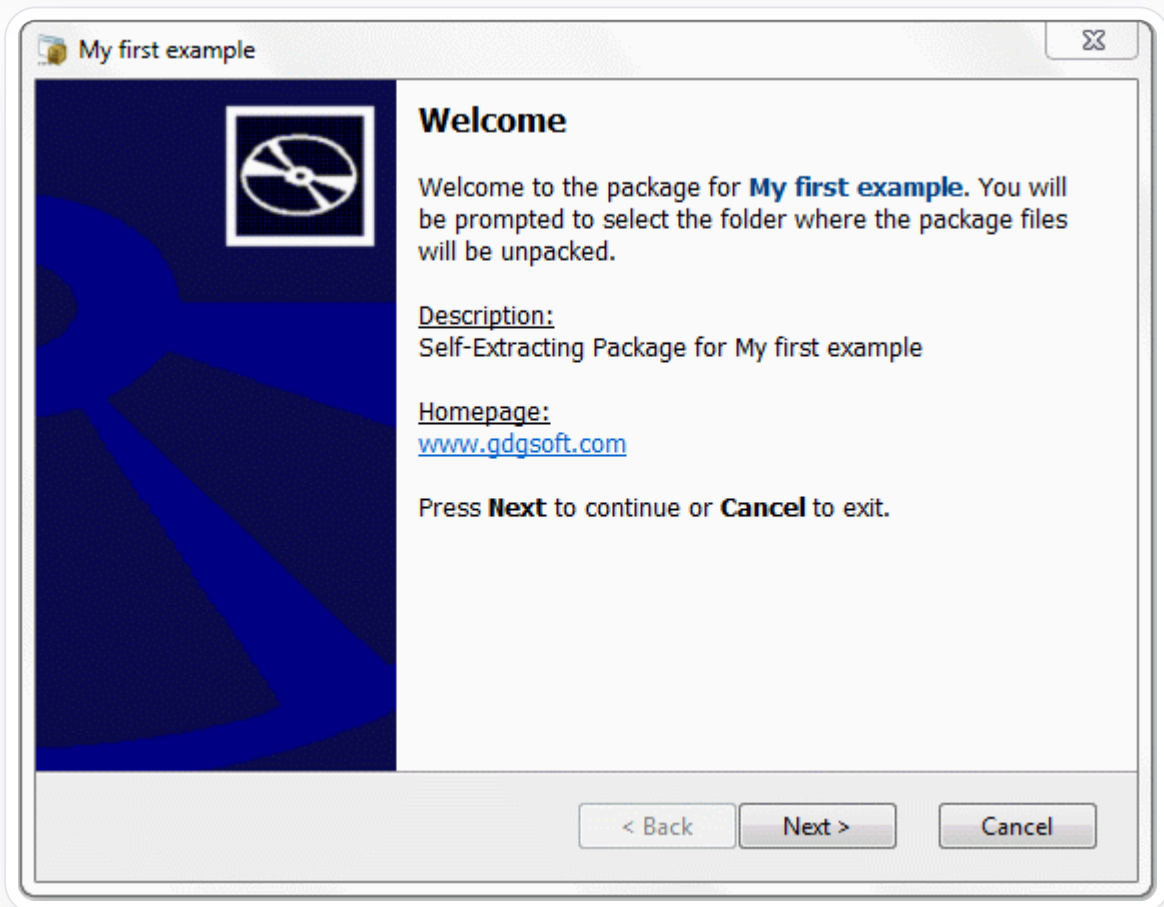 My first example
Welcome
Welcome to the package for My first example. You will
be prompted to select the folder where the package files
will be unpacked.
Description:
Self-Extracting Package for My first example
Homepage:
www.gdgsoft.com
Press Next to continue or Cancel to exit.
< Back
Next >
Cancel